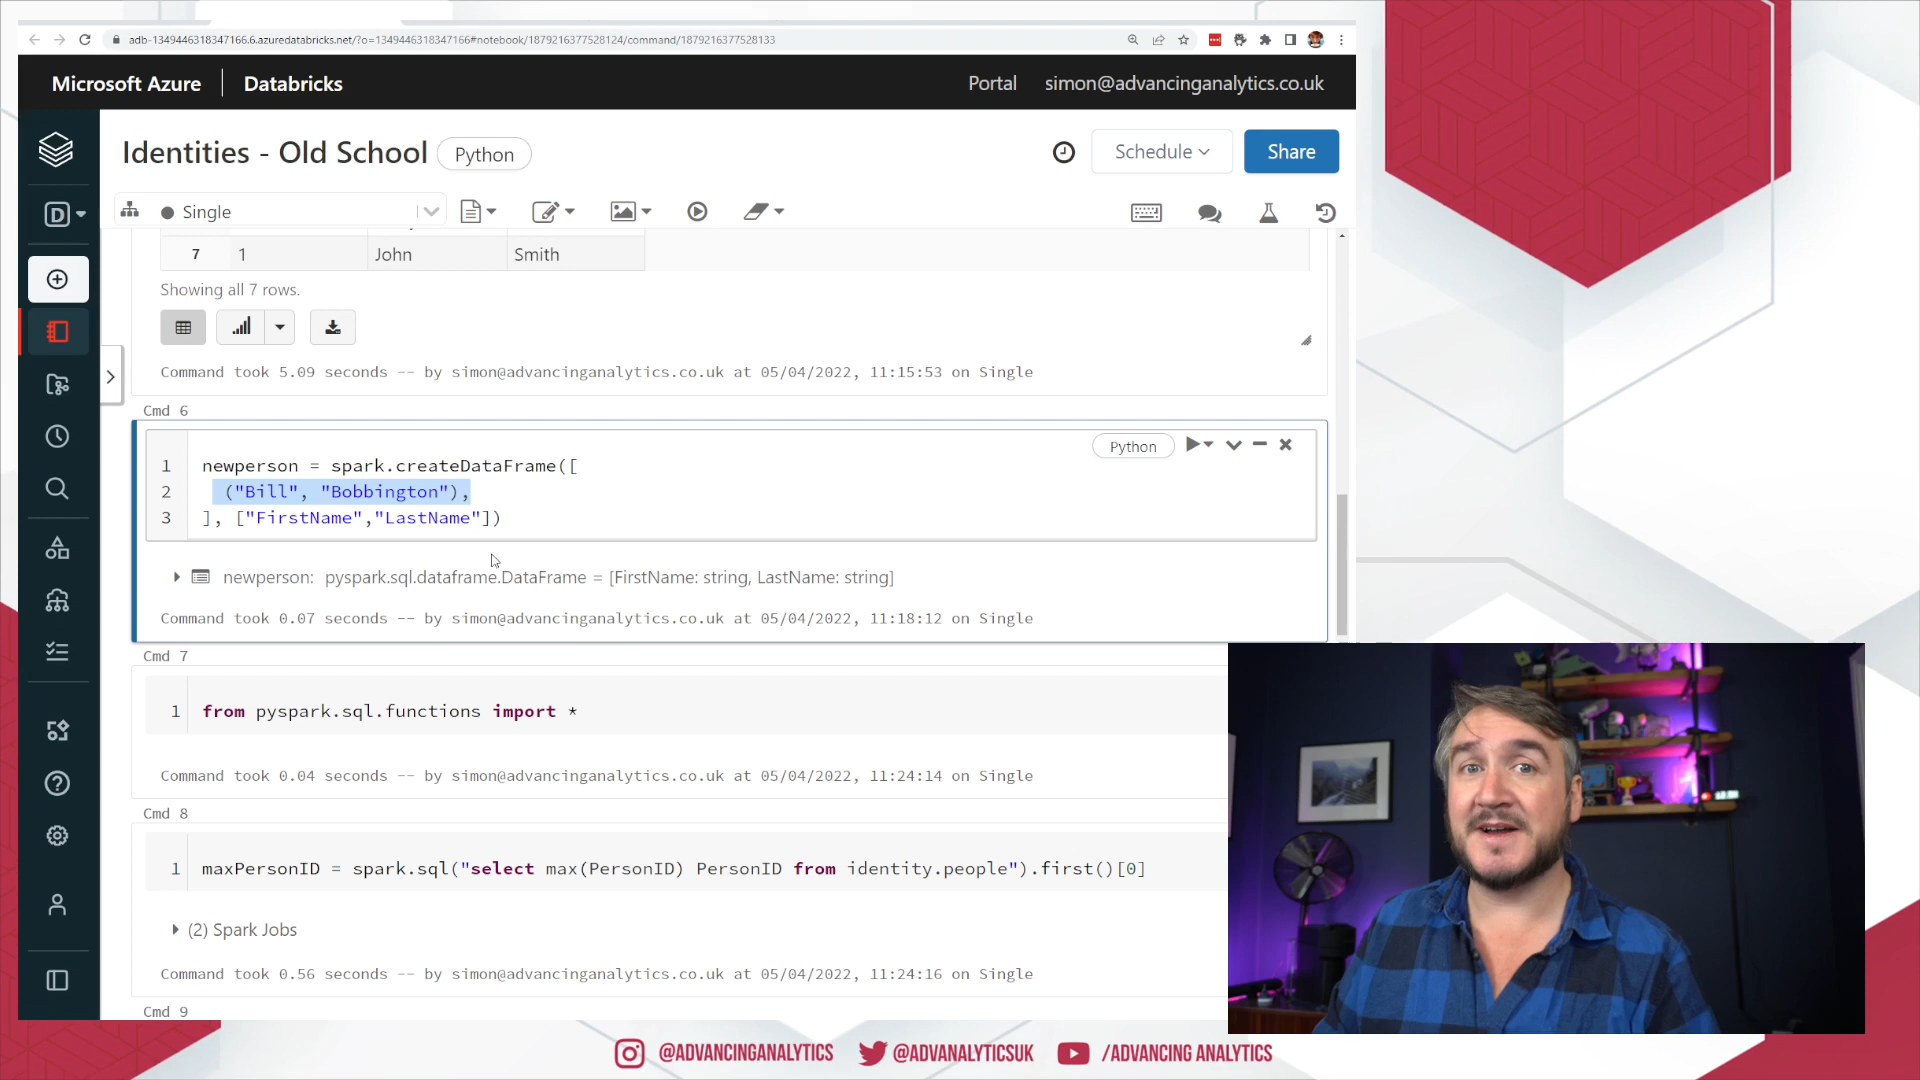 adb-1349446318347166.6.azuredatabricks.net/?o=1349446318347166#notebook/1879216377528124/command/1879216377528133
Microsoft Azure Databricks Portal simon@advancinganalytics.co.uk
Identities - Old School Python Schedule Share
D Single
7 1 John Smith
Showing all 7 rows.
Command took 5.09 seconds -- by simon@advancinganalytics.co.uk at 05/04/2022, 11:15:53 on Single
Cmd 6
Python
1 newperson = spark.createDataFrame([
2 ("Bill", "Bobbington"),
3 ], ["FirstName","LastName"])
newperson: pyspark.sql.dataframe.DataFrame = [FirstName: string, LastName: string]
Command took 0.07 seconds -- by simon@advancinganalytics.co.uk at 05/04/2022, 11:18:12 on Single
Cmd 7
1 from pyspark.sql.functions import *
Command took 0.04 seconds -- by simon@advancinganalytics.co.uk at 05/04/2022, 11:24:14 on Single
Cmd 8
1 maxPersonID = spark.sql("select max(PersonID) PersonID from identity.people").first()[0]
(2) Spark Jobs
Command took 0.56 seconds -- by simon@advancinganalytics.co.uk at 05/04/2022, 11:24:16 on Single
Cmd 9
@ADVANCINGANALYTICS @ADVANALYTICSUK /ADVANCING ANALYTICS